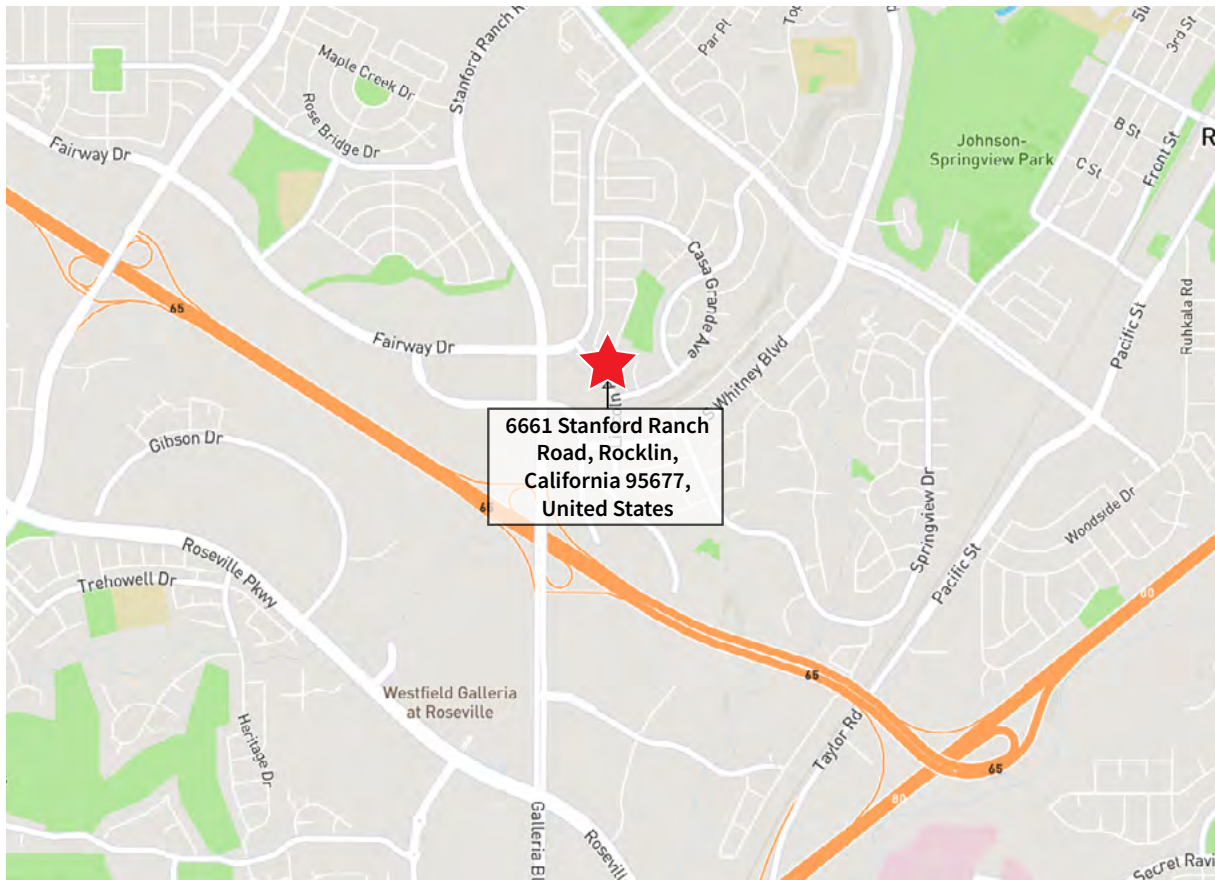 Par Pl
5th
3rd St
Maple Creek Dr
Stanford Ranch R
Rose Bridge Dr
B St
Front St
R
Johnson-
Springview Park
C St
Fairway Dr
Casa Grande Ave
Ruhkala Rd
65
Pacific St
Fairway Dr
S Whitney Blvd
6661 Stanford Ranch
Road, Rocklin,
California 95677,
United States
Gibson Dr
65
Springview Dr
Woodside Dr
Roseville Pkwy
Pacific St
Trehowell Dr
80
65
Westfield Galleria
at Roseville
Heritage Dr
Taylor Rd
65
80
Galleria Bl
Rosevill
Secret Ravi